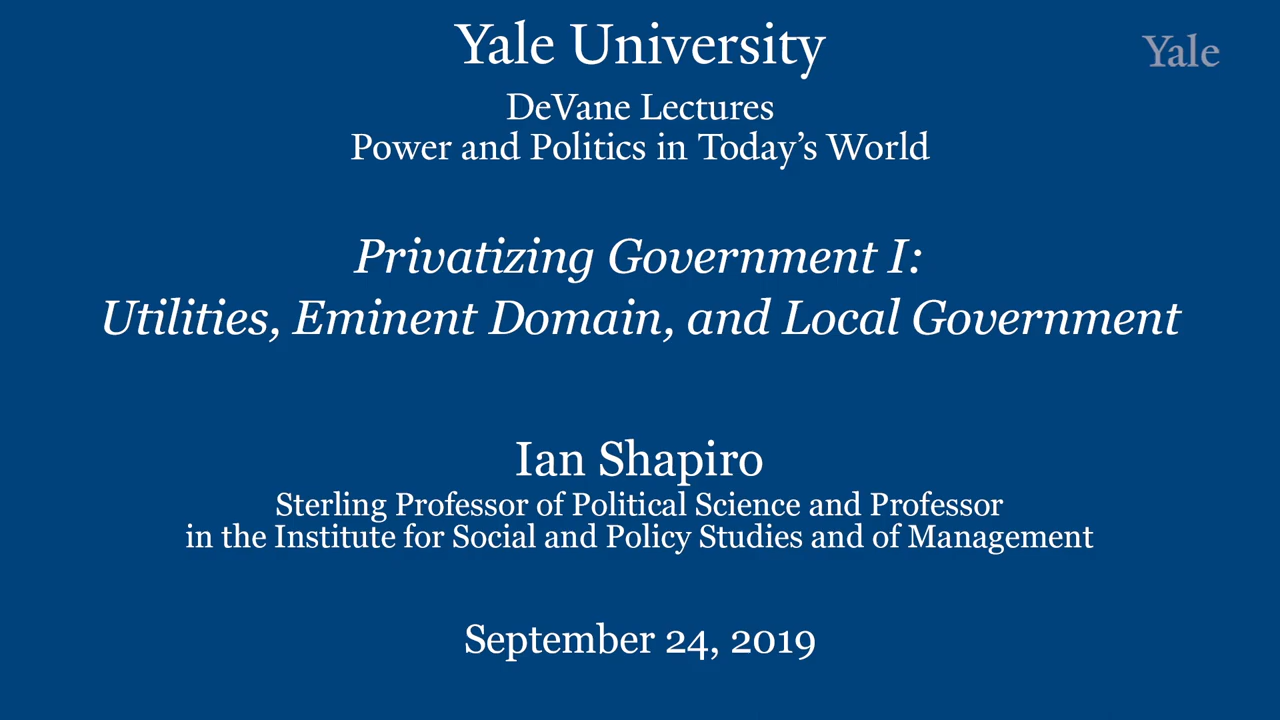 Yale University
Yale
DeVane Lectures
Power and Politics in Today’s World
Privatizing Government I:
Utilities, Eminent Domain, and Local Government
Ian Shapiro
Sterling Professor of Political Science and Professor
in the Institute for Social and Policy Studies and of Management
September 24, 2019